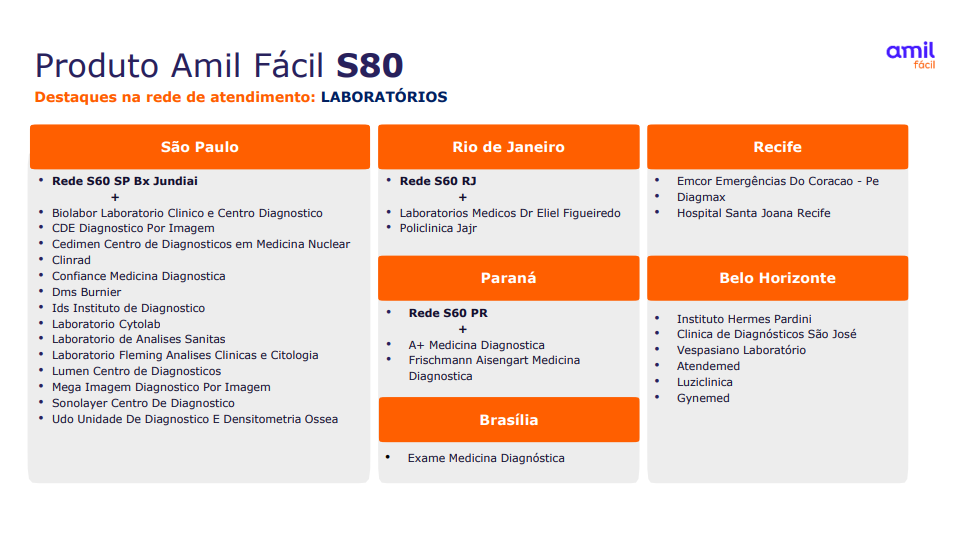 Produto Amil Fácil S80
amil
fácil
Destaques na rede de atendimento: LABORATÓRIOS
São Paulo
• Rede S60 SP Bx Jundiai
+
• Biolabor Laboratorio Clinico e Centro Diagnostico
• CDE Diagnostico Por Imagem
• Cedimen Centro de Diagnosticos em Medicina Nuclear
• Clinrad
• Confiance Medicina Diagnostica
• Dms Burnier
• Ids Instituto de Diagnostico
• Laboratorio Cytolab
• Laboratorio de Analises Sanitas
• Laboratorio Fleming Analises Clinicas e Citologia
• Lumen Centro de Diagnosticos
• Mega Imagem Diagnostico Por Imagem
• Sonolayer Centro De Diagnostico
• Udo Unidade De Diagnostico E Densitometria Ossea
Rio de Janeiro
• Rede S60 RJ
+
• Laboratorios Medicos Dr Eliel Figueiredo
• Policlinica Jajr
Paraná
• Rede S60 PR
+
• A+ Medicina Diagnostica
• Frischmann Aisengart Medicina
Diagnostica
Brasília
• Exame Medicina Diagnóstica
Recife
• Emcor Emergências Do Coracao - Pe
• Diagmax
• Hospital Santa Joana Recife
Belo Horizonte
• Instituto Hermes Pardini
• Clinica de Diagnósticos São José
• Vespasiano Laboratório
• Atendemed
• Luziclinica
• Gynemed